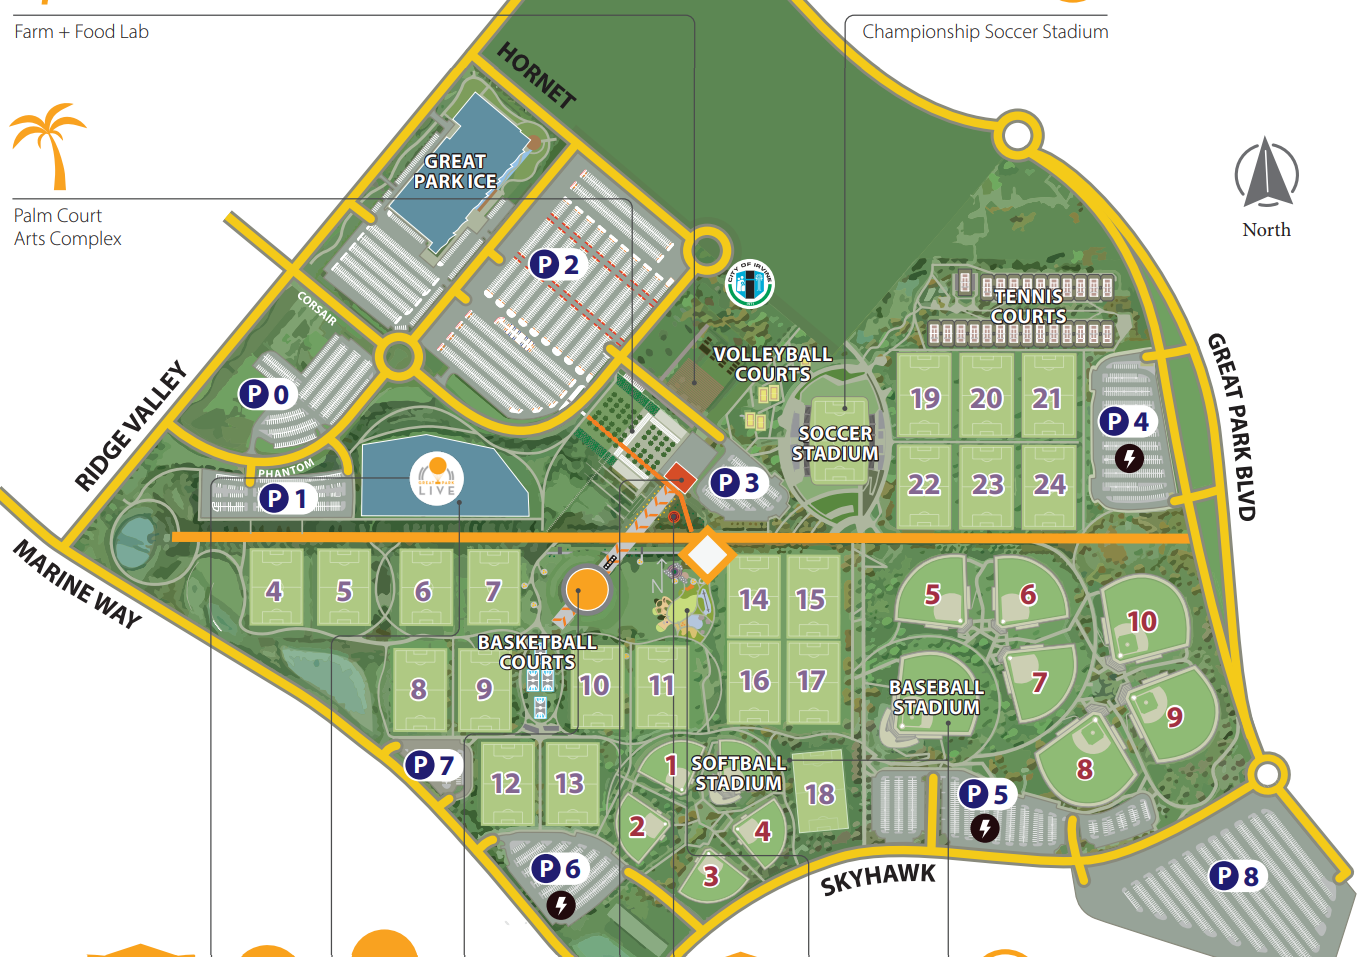 Farm + Food Lab
Championship Soccer Stadium
HORNET
Palm Court
Arts Complex
GREAT
PARK ICE
North
P 2
CITY OF IRVINE
CORSAIR
TENNIS
COURTS
GREAT PARK BLVD
VOLLEYBALL
COURTS
RIDGE VALLEY
P 0
19
20
21
P 4
SOCCER
STADIUM
PHANTOM
GREAT PARK
LIVE
P 1
P 3
22
23
24
MARINE WAY
4
5
6
7
N
14
15
5
6
10
BASKETBALL
COURTS
8
9
10
11
16
17
7
BASEBALL
STADIUM
9
P 7
12
13
1
SOFTBALL
STADIUM
18
8
P 5
2
4
P 6
3
SKYHAWK
P 8